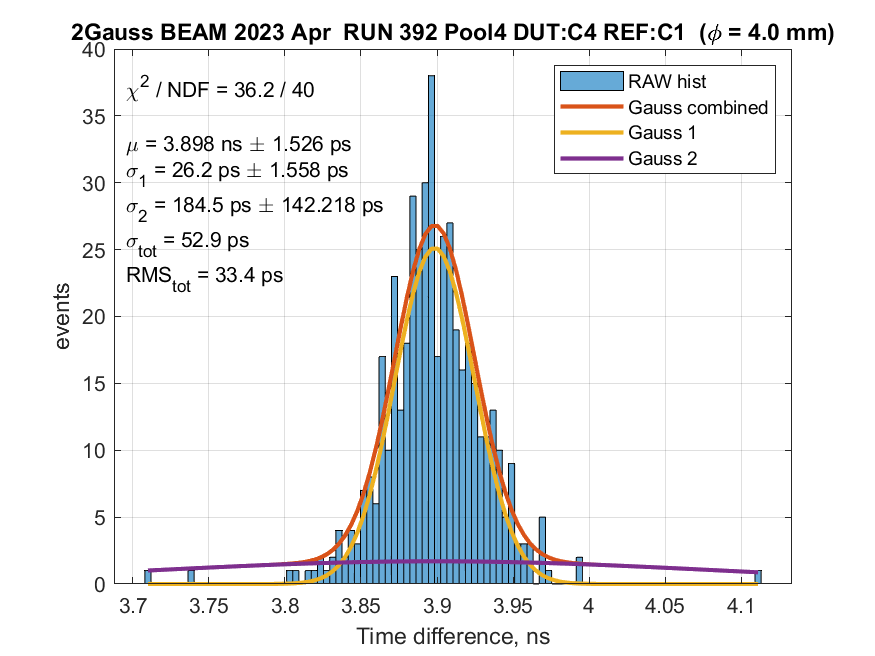 2Gauss BEAM 2023 Apr  RUN 392 Pool4 DUT:C4 REF:C1  (ϕ = 4.0 mm)
χ² / NDF = 36.2 / 40
μ = 3.898 ns ± 1.526 ps
σ₁ = 26.2 ps ± 1.558 ps
σ₂ = 184.5 ps ± 142.218 ps
σ_tot = 52.9 ps
RMS_tot = 33.4 ps
RAW hist
Gauss combined
Gauss 1
Gauss 2
events
40
35
30
25
20
15
10
5
0
3.7 3.75 3.8 3.85 3.9 3.95 4 4.05 4.1
Time difference, ns